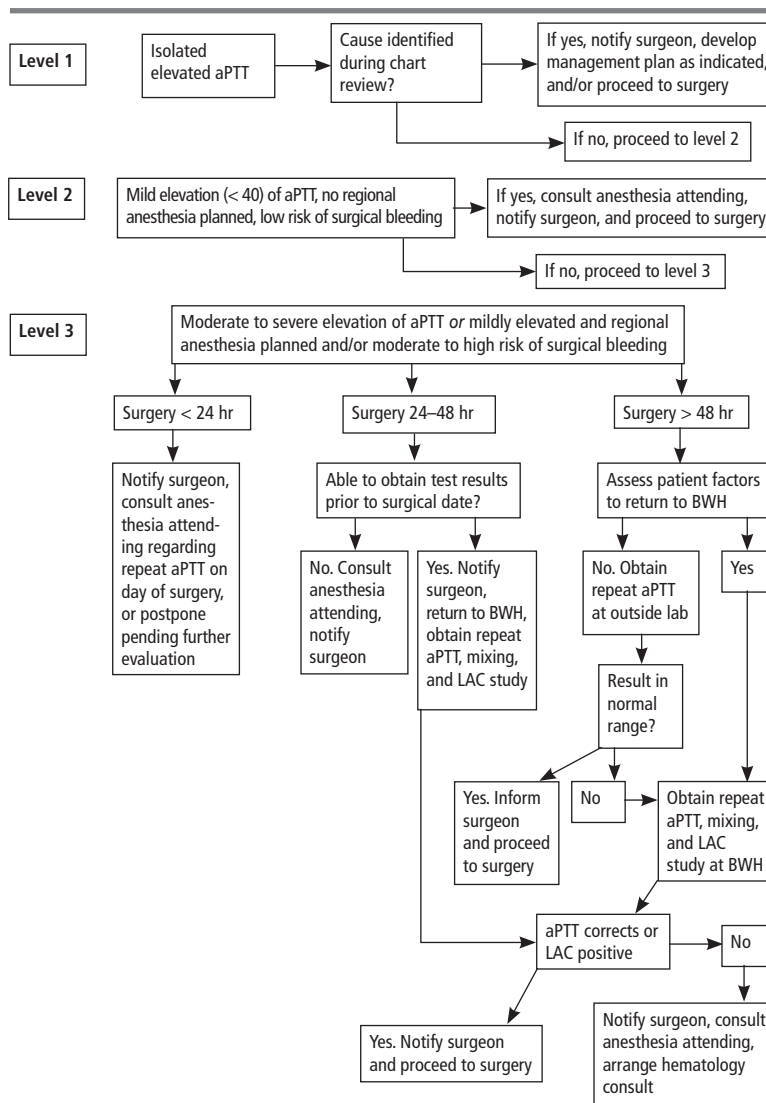 Level 1
Isolated
elevated aPTT
Cause identified
during chart
review?
If yes, notify surgeon, develop
management plan as indicated,
and/or proceed to surgery
If no, proceed to level 2
Level 2
Mild elevation (< 40) of aPTT, no regional
anesthesia planned, low risk of surgical bleeding
If yes, consult anesthesia attending,
notify surgeon, and proceed to surgery
If no, proceed to level 3
Level 3
Moderate to severe elevation of aPTT or mildly elevated and regional
anesthesia planned and/or moderate to high risk of surgical bleeding
Surgery < 24 hr
Surgery 24–48 hr
Surgery > 48 hr
Notify surgeon,
consult anes-
thesia attend-
ing regarding
repeat aPTT on
day of surgery,
or postpone
pending further
evaluation
Able to obtain test results
prior to surgical date?
Assess patient factors
to return to BWH
No. Consult
anesthesia
attending,
notify
surgeon
Yes. Notify
surgeon,
return to BWH,
obtain repeat
aPTT, mixing,
and LAC study
No. Obtain
repeat aPTT
at outside lab
Yes
Result in
normal
range?
Yes. Inform
surgeon
and proceed
to surgery
No
Obtain repeat
aPTT, mixing,
and LAC
study at BWH
aPTT corrects or
LAC positive
No
Yes. Notify surgeon
and proceed to surgery
Notify surgeon, consult
anesthesia attending,
arrange hematology
consult